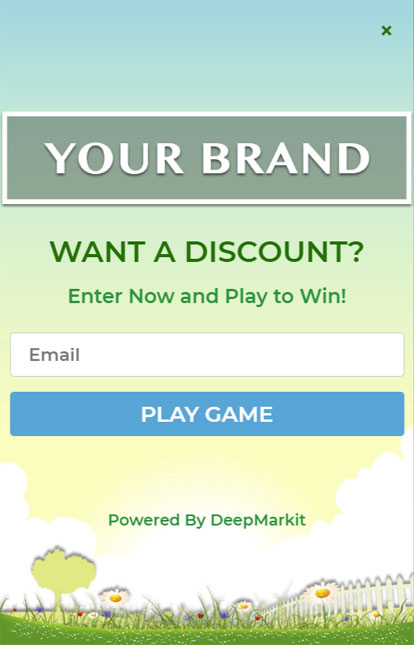 ×
YOUR BRAND
WANT A DISCOUNT?
Enter Now and Play to Win!
Email
PLAY GAME
Powered By DeepMarkit